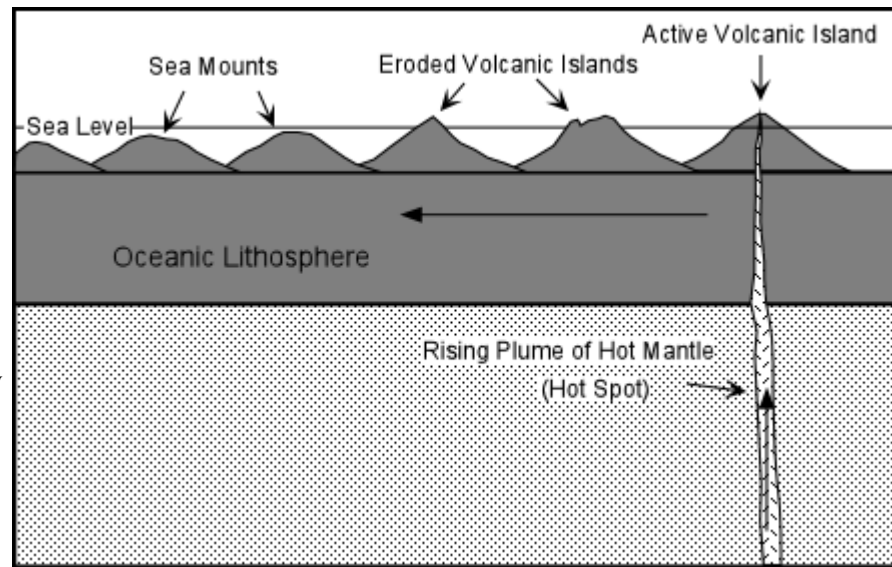 Active Volcanic Island
Sea Mounts
Eroded Volcanic Islands
Sea Level
Oceanic Lithosphere
Rising Plume of Hot Mantle
(Hot Spot)